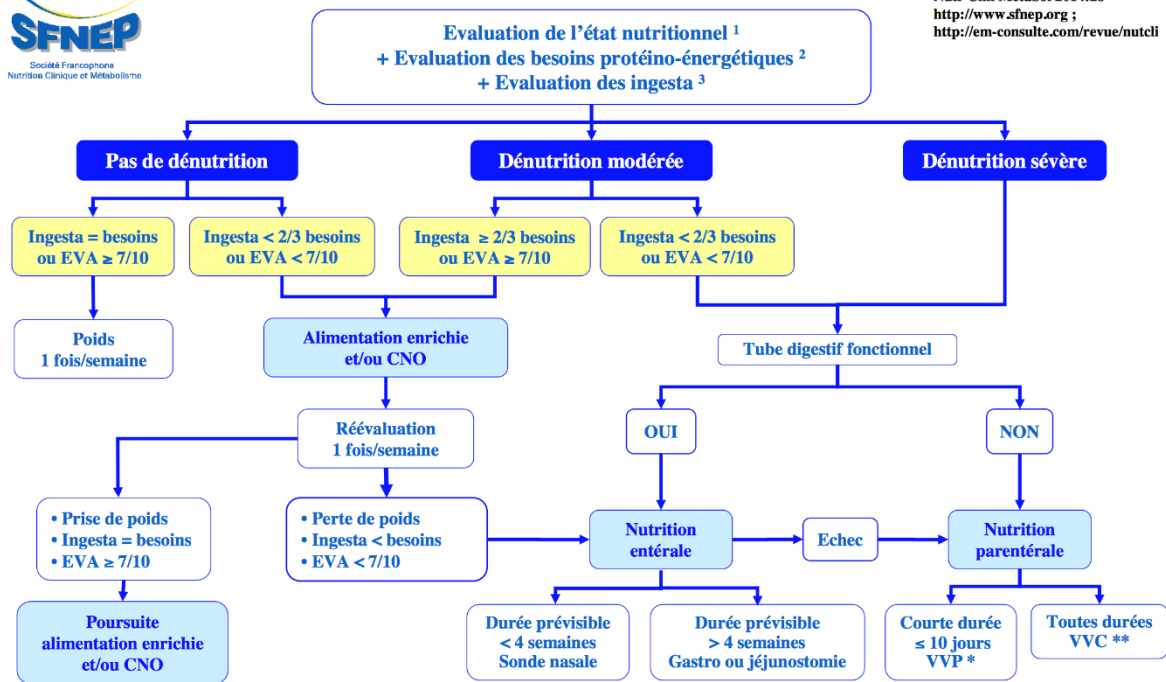 SFNEP
Société Francophone
Nutrition Clinique et Métabolisme
http://www.sfnep.org ;
http://em-consulte.com/revue/nutcli
Evaluation de l’état nutritionnel ¹
+ Evaluation des besoins protéino-énergétiques ²
+ Evaluation des ingesta ³
Pas de dénutrition
Dénutrition modérée
Dénutrition sévère
Ingesta = besoins
ou EVA ≥ 7/10
Ingesta < 2/3 besoins
ou EVA < 7/10
Ingesta ≥ 2/3 besoins
ou EVA ≥ 7/10
Ingesta < 2/3 besoins
ou EVA < 7/10
Poids
1 fois/semaine
Alimentation enrichie
et/ou CNO
Tube digestif fonctionnel
Réévaluation
1 fois/semaine
OUI
NON
• Prise de poids
• Ingesta = besoins
• EVA ≥ 7/10
• Perte de poids
• Ingesta < besoins
• EVA < 7/10
Nutrition
entérale
Echec
Nutrition
parentérale
Poursuite
alimentation enrichie
et/ou CNO
Durée prévisible
< 4 semaines
Sonde nasale
Durée prévisible
> 4 semaines
Gastro ou jéjunostomie
Courte durée
≤ 10 jours
VVP *
Toutes durées
VVC **